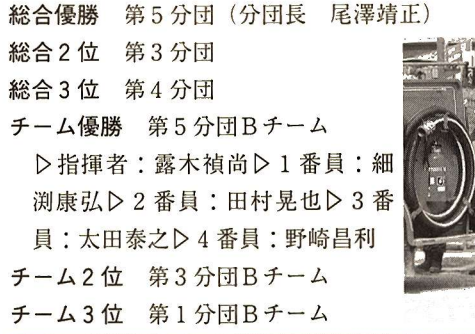 総合優勝　第５分団（分団長　尾澤靖正）
総合２位　第３分団
総合３位　第４分団
チーム優勝　第５分団Ｂチーム
▷指揮者：露木禎尚▷１番員：細
渕康弘▷２番員：田村晃也▷３番
員：太田泰之▷４番員：野崎昌利
チーム２位　第３分団Ｂチーム
チーム３位　第１分団Ｂチーム